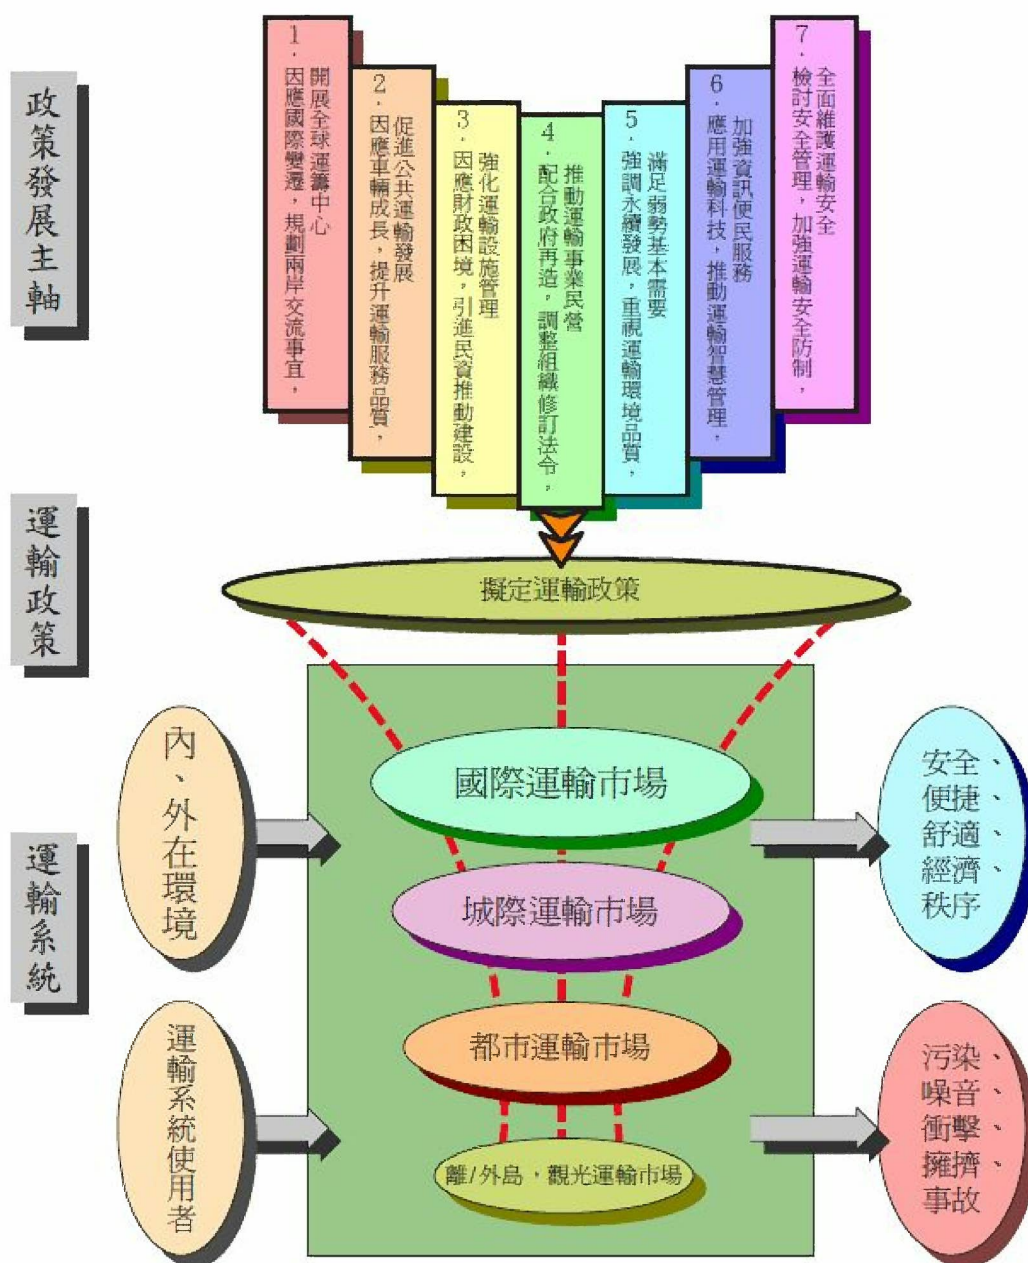 政策發展主軸
1．因應國際變遷，規劃兩岸交流事宜，
開展全球運籌中心
2．因應車輛成長，提升運輸服務品質，
促進公共運輸發展
3．因應財政困境，引進民資推動建設，
強化運輸設施管理
4．配合政府再造，調整組織修訂法令，
推動運輸事業民營
5．強調永續發展，重視運輸環境品質，
滿足弱勢基本需要
6．應用運輸科技，推動運輸智慧管理，
加強資訊便民服務
7．檢討安全管理，加強運輸安全防制，
全面維護運輸安全
運輸政策
擬定運輸政策
運輸系統
內、外在環境
運輸系統使用者
國際運輸市場
城際運輸市場
都市運輸市場
離/外島，觀光運輸市場
安全、
便捷、
舒適、
經濟、
秩序
污染、
噪音、
衝擊、
擁擠、
事故